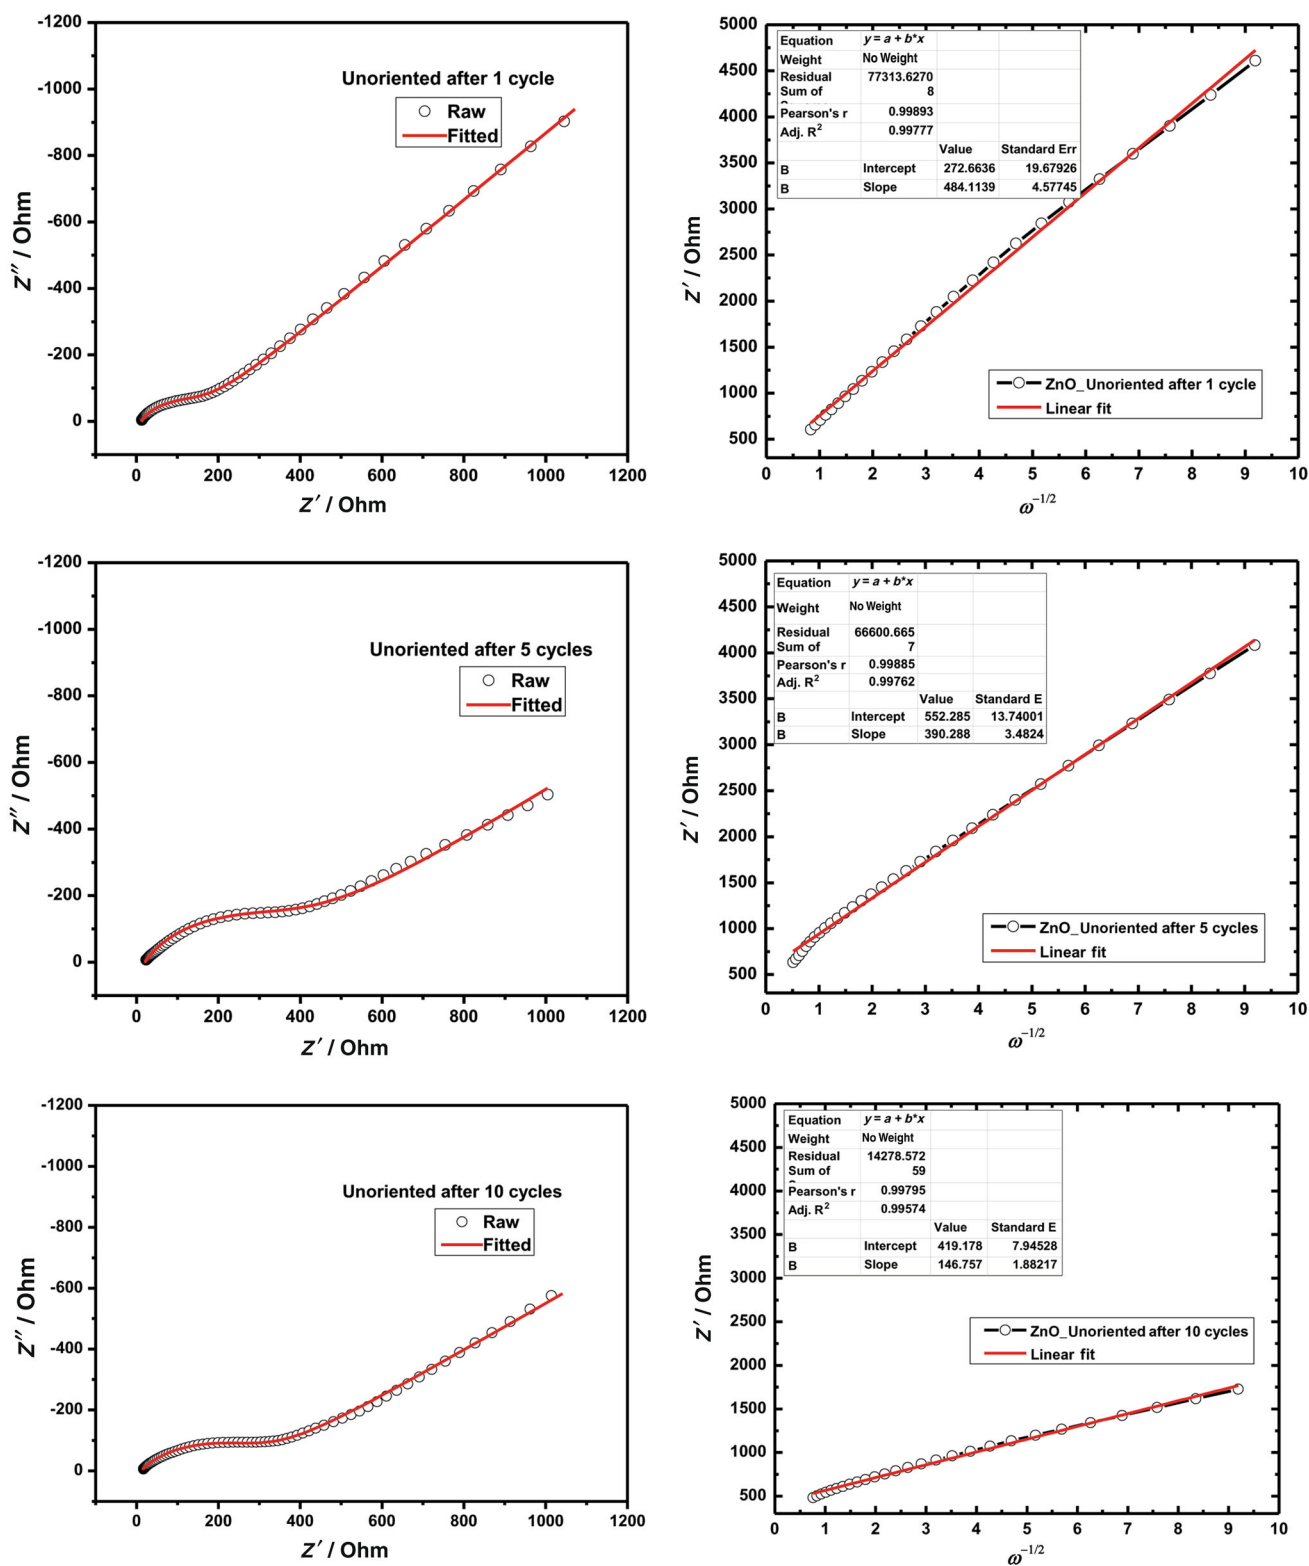 -1200
-1000
-800
-600
-400
-200
0
Z″ / Ohm
Unoriented after 1 cycle
Raw
Fitted
0 200 400 600 800 1000 1200
Z′ / Ohm
5000
4500
4000
3500
3000
2500
2000
1500
1000
500
Z′ / Ohm
Equation y = a + b*x
Weight No Weight
Residual 77313.6270
Sum of 8
Pearson's r 0.99893
Adj. R² 0.99777
Value Standard Err
B Intercept 272.6636 19.67926
B Slope 484.1139 4.57745
ZnO_Unoriented after 1 cycle
Linear fit
0 1 2 3 4 5 6 7 8 9 10
ω⁻¹/²
-1200
-1000
-800
-600
-400
-200
0
Z″ / Ohm
Unoriented after 5 cycles
Raw
Fitted
0 200 400 600 800 1000 1200
Z′ / Ohm
5000
4500
4000
3500
3000
2500
2000
1500
1000
500
Z′ / Ohm
Equation y = a + b*x
Weight No Weight
Residual 66600.665
Sum of 7
Pearson's r 0.99885
Adj. R² 0.99762
Value Standard E
B Intercept 552.285 13.74001
B Slope 390.288 3.4824
ZnO_Unoriented after 5 cycles
Linear fit
0 1 2 3 4 5 6 7 8 9 10
ω⁻¹/²
-1200
-1000
-800
-600
-400
-200
0
Z″ / Ohm
Unoriented after 10 cycles
Raw
Fitted
0 200 400 600 800 1000 1200
Z′ / Ohm
5000
4500
4000
3500
3000
2500
2000
1500
1000
500
Z′ / Ohm
Equation y = a + b*x
Weight No Weight
Residual 14278.572
Sum of 59
Pearson's r 0.99795
Adj. R² 0.99574
Value Standard E
B Intercept 419.178 7.94528
B Slope 146.757 1.88217
ZnO_Unoriented after 10 cycles
Linear fit
0 1 2 3 4 5 6 7 8 9 10
ω⁻¹/²